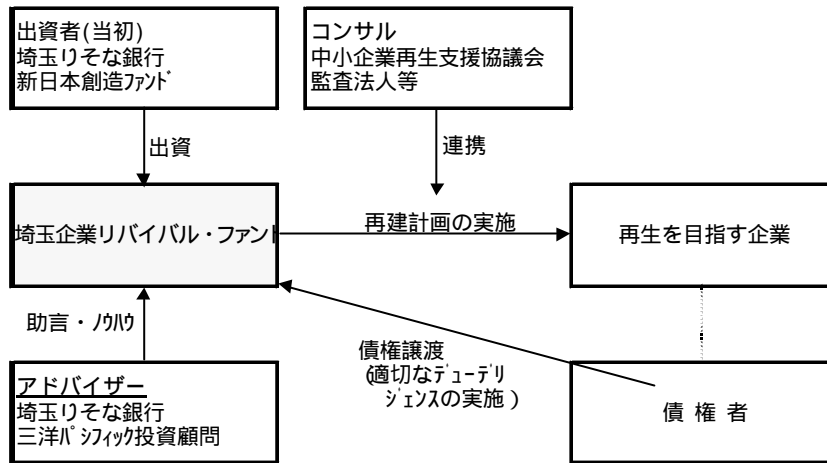 出資者(当初)
埼玉りそな銀行
新日本創造ﾌｧﾝﾄﾞ
コンサル
中小企業再生支援協議会
監査法人等
出資
連携
埼玉企業リバイバル・ファンド
再建計画の実施
再生を目指す企業
助言・ﾉｳﾊｳ
債権譲渡
(適切なﾃﾞｭｰﾃﾞﾘ
ｼﾞｪﾝｽの実施)
アドバイザー
埼玉りそな銀行
三洋ﾊﾟｼﾌｨｯｸ投資顧問
債 権 者